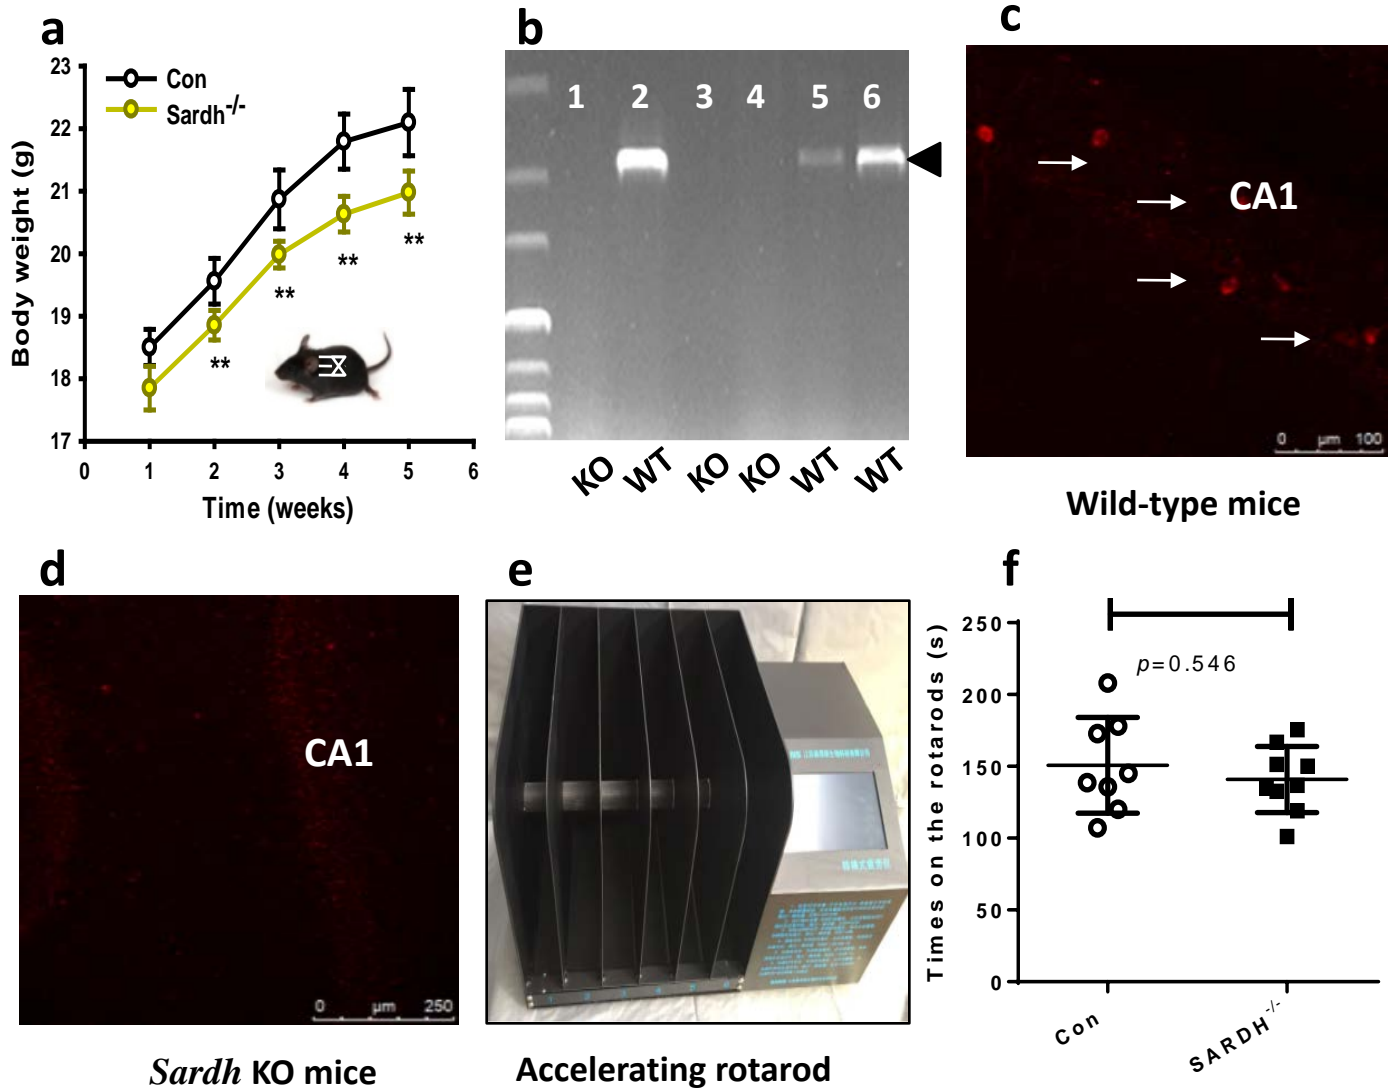 a
23
22
21
20
19
18
17
Body weight (g)
Con
Sardh-/-
**
**
**
**
0 1 2 3 4 5 6
Time (weeks)
b
1 2 3 4 5 6
KO WT KO KO WT WT
c
CA1
0 µm 100
Wild-type mice
d
CA1
0 µm 250
Sardh KO mice
e
1 2 3
Accelerating rotarod
f
250
200
150
100
50
0
Times on the rotarods (s)
p=0.546
Con
SARDH-/-